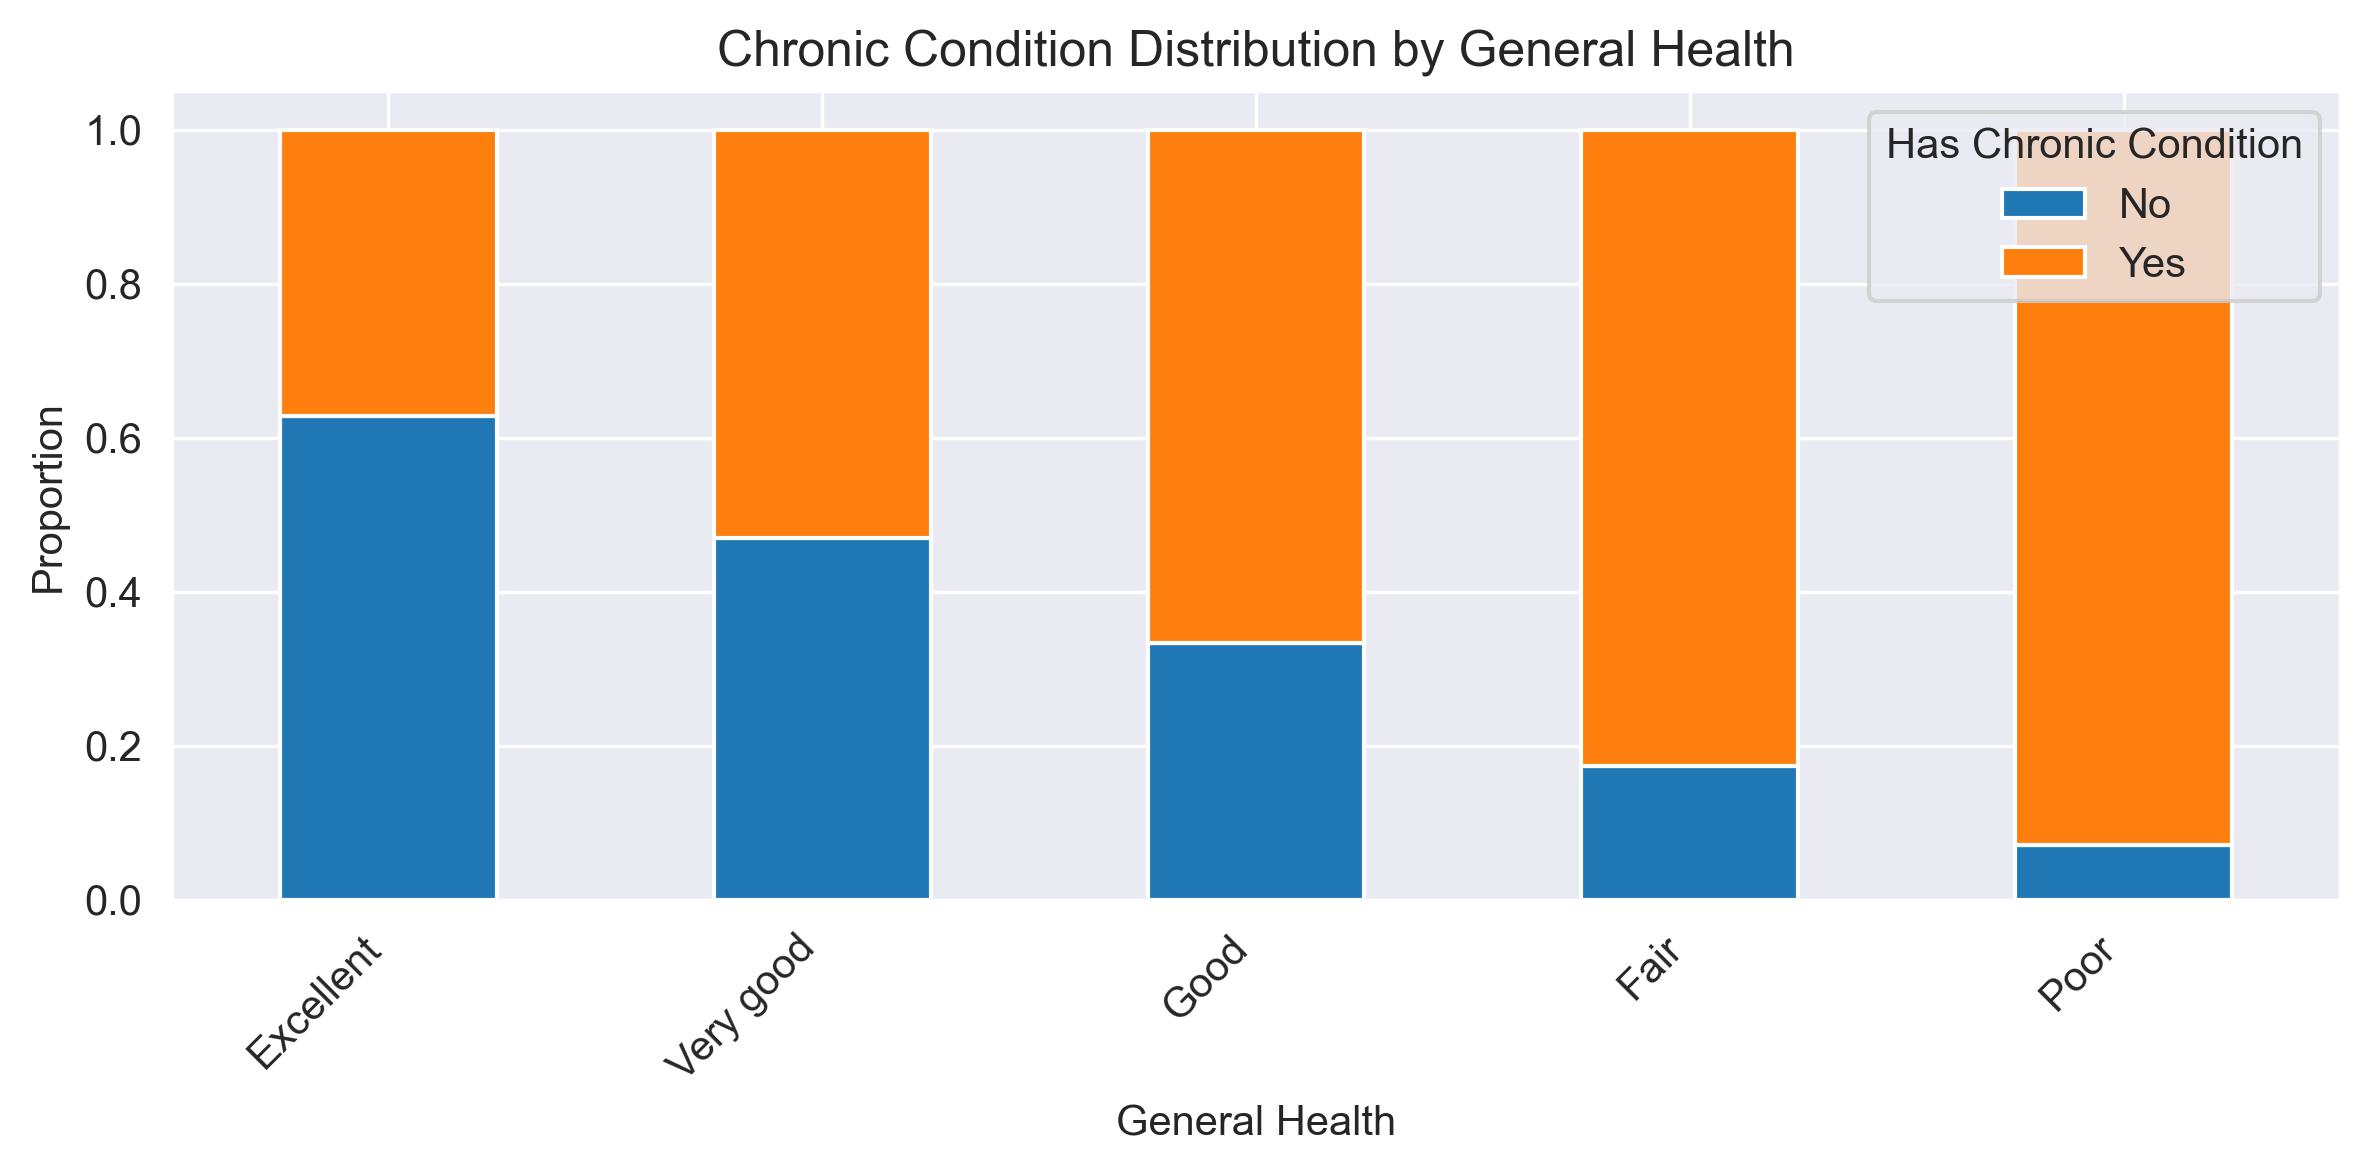 Chronic Condition Distribution by General Health
Has Chronic Condition
No
Yes
1.0
0.8
0.6
0.4
0.2
0.0
Proportion
Excellent
Very good
Good
Fair
Poor
General Health